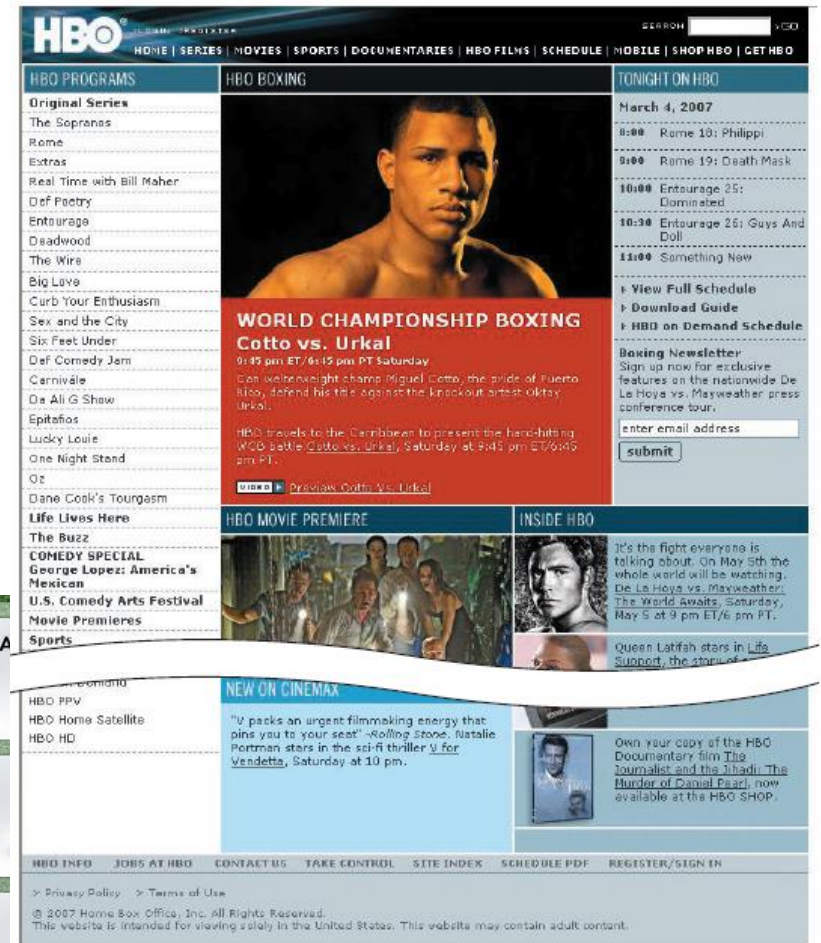 HBO
SEARCH >GO
HOME | SERIES | MOVIES | SPORTS | DOCUMENTARIES | HBO FILMS | SCHEDULE | MOBILE | SHOP HBO | GET HBO
HBO PROGRAMS
Original Series
The Sopranos
Rome
Extras
Real Time with Bill Maher
Def Poetry
Entourage
Deadwood
The Wire
Big Love
Curb Your Enthusiasm
Sex and the City
Six Feet Under
Def Comedy Jam
Carnivále
Da Ali G Show
Epitafios
Lucky Louie
One Night Stand
Oz
Dane Cook's Tourgasm
Life Lives Here
The Buzz
COMEDY SPECIAL
George Lopez: America's
Mexican
U.S. Comedy Arts Festival
Movie Premieres
Sports
HBO PPV
HBO Home Satellite
HBO HD
HBO BOXING
WORLD CHAMPIONSHIP BOXING
Cotto vs. Urkal
9:45 pm ET/6:45 pm PT Saturday
Can welterweight champ Miguel Cotto, the pride of Puerto
Rico, defend his title against the knockout artist Oktay
Urkal.
HBO travels to the Carribbean to present the hard-hitting
WCB battle Cotto vs. Urkal, Saturday at 9:45 pm ET/6:45
pm PT.
VIDEO Preview Cotto Vs. Urkal
TONIGHT ON HBO
March 4, 2007
8:00 Rome 18: Philippi
9:00 Rome 19: Death Mask
10:00 Entourage 25:
Dominated
10:30 Entourage 26: Guys And
Doll
11:00 Something New
View Full Schedule
Download Guide
HBO on Demand Schedule
Boxing Newsletter
Sign up now for exclusive
features on the nationwide De
La Hoya vs. Mayweather press
conference tour.
enter email address
submit
HBO MOVIE PREMIERE
INSIDE HBO
It's the fight everyone is
talking about. On May 5th the
whole world will be watching.
De La Hoya vs. Mayweather:
The World Awaits, Saturday,
May 5 at 9 pm ET/6 pm PT.
Queen Latifah stars in Life
Support, the story of
NEW ON CINEMAX
"V packs an urgent filmmaking energy that
pins you to your seat" -Rolling Stone. Natalie
Portman stars in the sci-fi thriller V for
Vendetta, Saturday at 10 pm.
Own your copy of the HBO
Documentary film The
Journalist and the Jihadi: The
Murder of Daniel Pearl, now
available at the HBO SHOP.
HBO INFO JOBS AT HBO CONTACT US TAKE CONTROL SITE INDEX SCHEDULE PDF REGISTER/SIGN IN
> Privacy Policy > Terms of Use
© 2007 Home Box Office, Inc. All Rights Reserved.
This website is intended for viewing solely in the United States. This website may contain adult content.